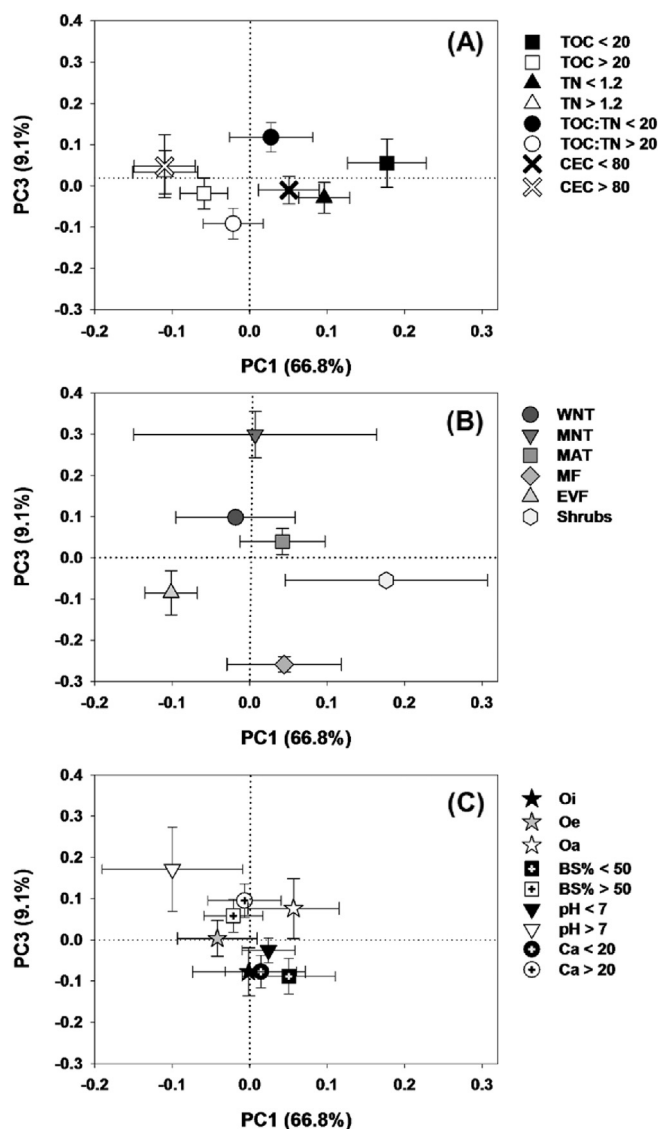 (A)
0.4
0.3
0.2
0.1
0.0
-0.1
-0.2
-0.3
PC3 (9.1%)
-0.2 -0.1 0.0 0.1 0.2 0.3
PC1 (66.8%)
TOC < 20
TOC > 20
TN < 1.2
TN > 1.2
TOC:TN < 20
TOC:TN > 20
CEC < 80
CEC > 80
(B)
0.4
0.3
0.2
0.1
0.0
-0.1
-0.2
-0.3
PC3 (9.1%)
-0.2 -0.1 0.0 0.1 0.2 0.3
PC1 (66.8%)
WNT
MNT
MAT
MF
EVF
Shrubs
(C)
0.4
0.3
0.2
0.1
0.0
-0.1
-0.2
-0.3
PC3 (9.1%)
-0.2 -0.1 0.0 0.1 0.2 0.3
PC1 (66.8%)
Oi
Oe
Oa
BS% < 50
BS% > 50
pH < 7
pH > 7
Ca < 20
Ca > 20